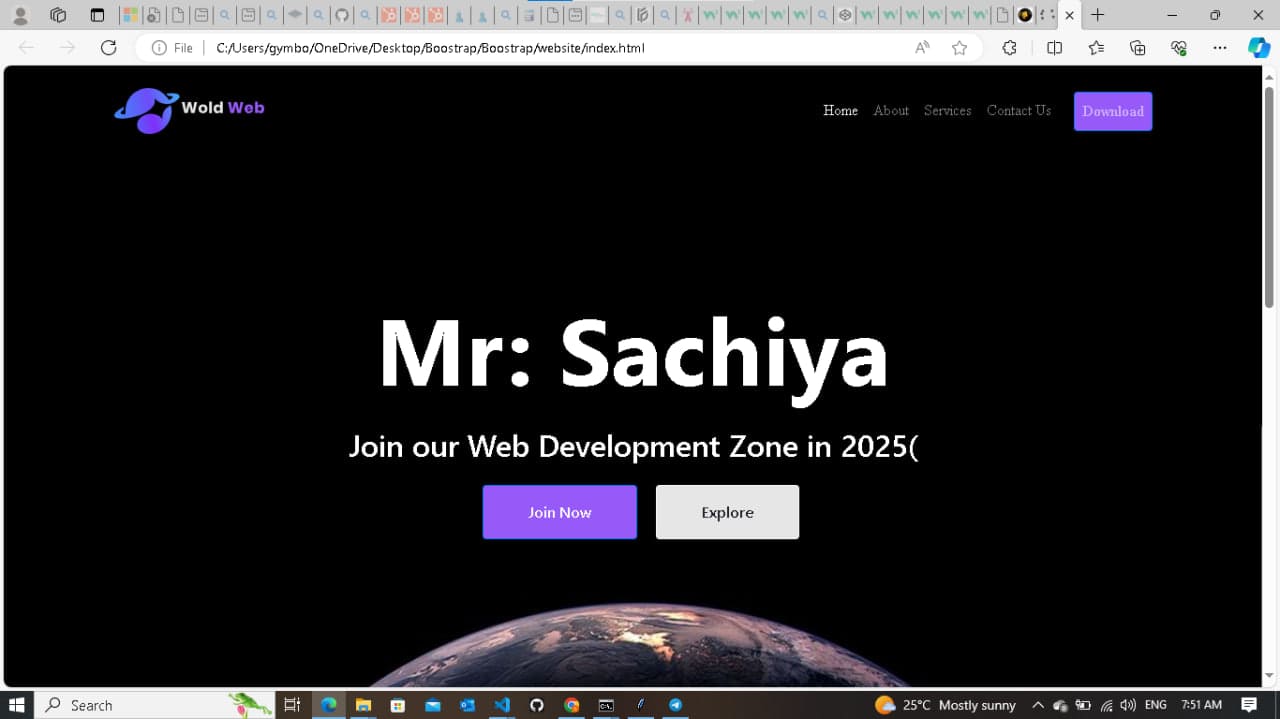 File
C:/Users/gymbo/OneDrive/Desktop/Boostrap/Boostrap/website/index.html
Wold Web
Home About Services Contact Us Download
Mr: Sachiya
Join our Web Development Zone in 2025(
Join Now Explore
Search
25°C Mostly sunny ENG 7:51 AM